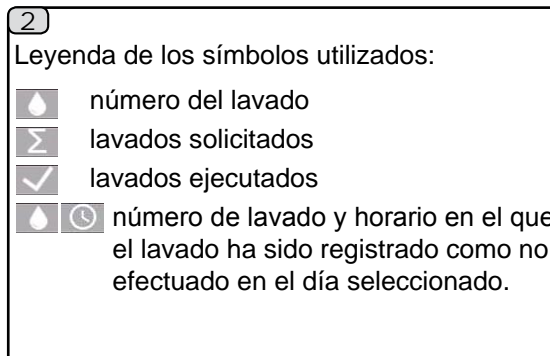 2
Leyenda de los símbolos utilizados:
número del lavado
Σ lavados solicitados
lavados ejecutados
número de lavado y horario en el que
el lavado ha sido registrado como no
efectuado en el día seleccionado.